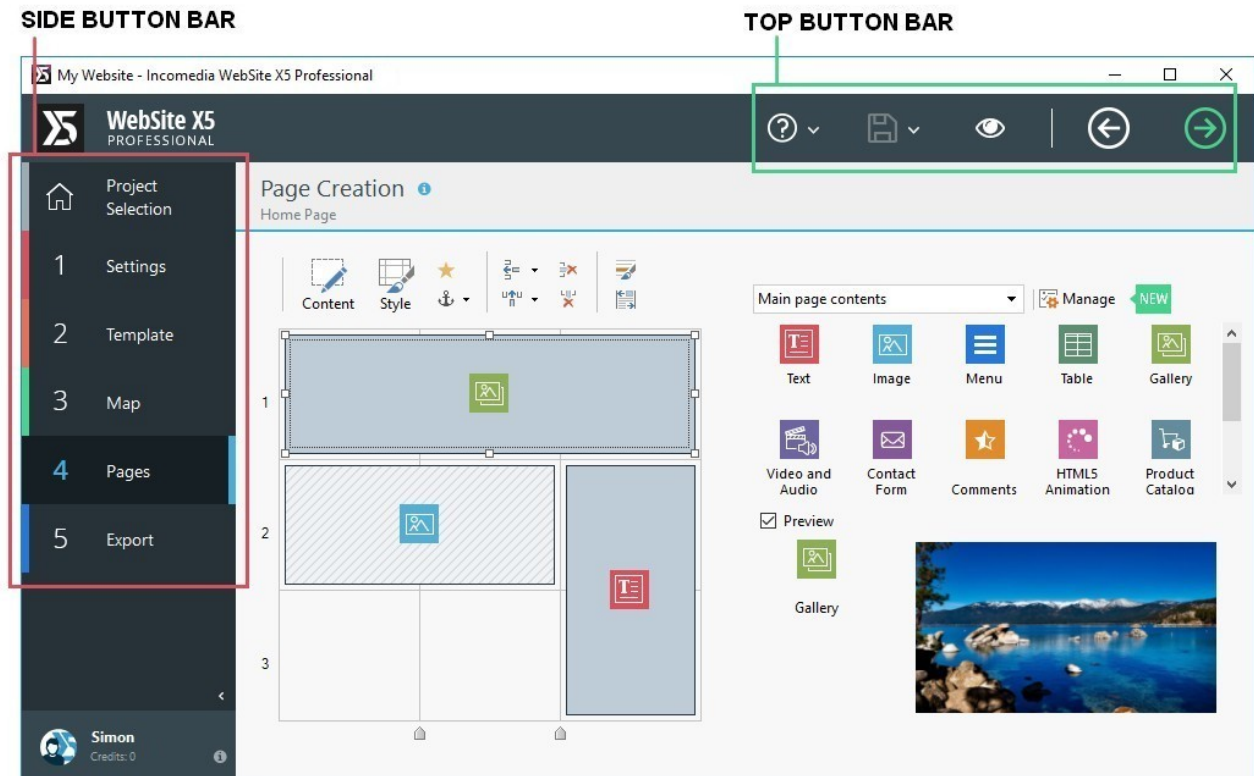 SIDE BUTTON BAR
TOP BUTTON BAR
X5 My Website - Incomedia WebSite X5 Professional
X5
WebSite X5
PROFESSIONAL
?
Project
Selection
1 Settings
2 Template
3 Map
4 Pages
5 Export
Page Creation i
Home Page
Content Style
Main page contents Manage NEW
Text Image Menu Table Gallery
Video and
Audio
Contact
Form
Comments
HTML5
Animation
Product
Catalog
Preview
Gallery
1
2
3
T
Simon
Credits: 0